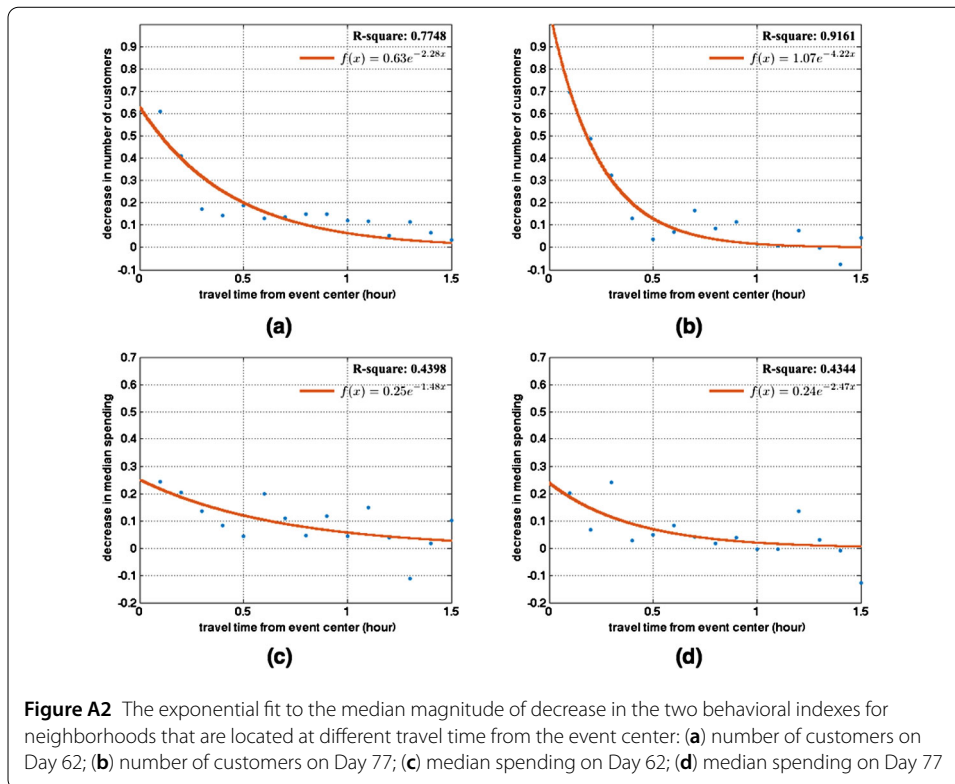 R-square: 0.7748
f(x) = 0.63e^{-2.28x}
decrease in number of customers
0.9
0.8
0.7
0.6
0.5
0.4
0.3
0.2
0.1
0
-0.1
0 0.5 1 1.5
travel time from event center (hour)
(a)
R-square: 0.9161
f(x) = 1.07e^{-4.22x}
decrease in number of customers
0.9
0.8
0.7
0.6
0.5
0.4
0.3
0.2
0.1
0
-0.1
0 0.5 1 1.5
travel time from event center (hour)
(b)
R-square: 0.4398
f(x) = 0.25e^{-1.48x}
decrease in median spending
0.7
0.6
0.5
0.4
0.3
0.2
0.1
0
-0.1
-0.2
0 0.5 1 1.5
travel time from event center (hour)
(c)
R-square: 0.4344
f(x) = 0.24e^{-2.47x}
decrease in median spending
0.7
0.6
0.5
0.4
0.3
0.2
0.1
0
-0.1
-0.2
0 0.5 1 1.5
travel time from event center (hour)
(d)
Figure A2 The exponential fit to the median magnitude of decrease in the two behavioral indexes for
neighborhoods that are located at different travel time from the event center: (a) number of customers on
Day 62; (b) number of customers on Day 77; (c) median spending on Day 62; (d) median spending on Day 77